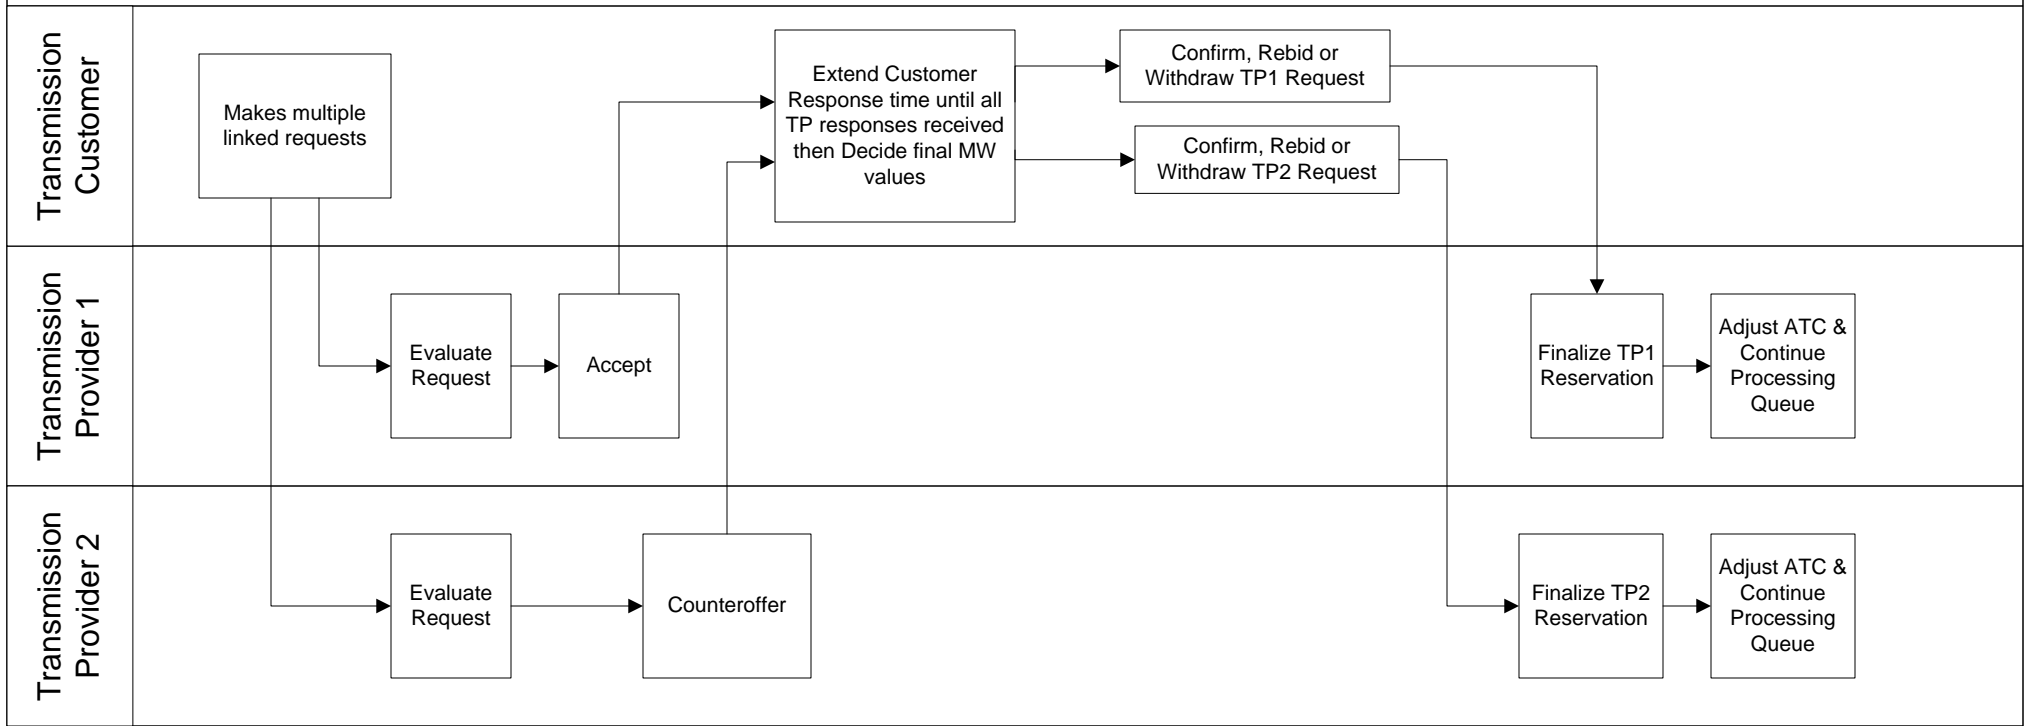 Transmission
Customer
Makes multiple
linked requests
Extend Customer
Response time until all
TP responses received
then Decide final MW
values
Confirm, Rebid or
Withdraw TP1 Request
Confirm, Rebid or
Withdraw TP2 Request
Transmission
Provider 1
Evaluate
Request
Accept
Finalize TP1
Reservation
Adjust ATC &
Continue
Processing
Queue
Transmission
Provider 2
Evaluate
Request
Counteroffer
Finalize TP2
Reservation
Adjust ATC &
Continue
Processing
Queue